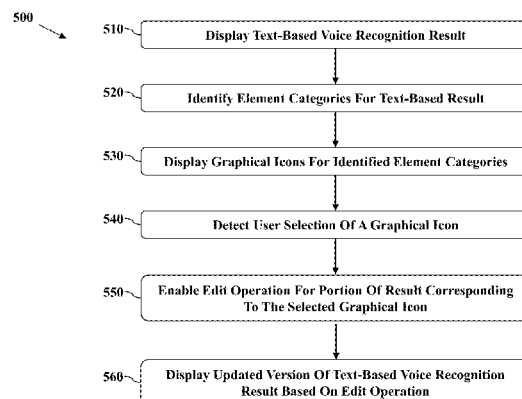 500
510
Display Text-Based Voice Recognition Result
520
Identify Element Categories For Text-Based Result
530
Display Graphical Icons For Identified Element Categories
540
Detect User Selection Of A Graphical Icon
550
Enable Edit Operation For Portion Of Result Corresponding
To The Selected Graphical Icon
560
Display Updated Version Of Text-Based Voice Recognition
Result Based On Edit Operation